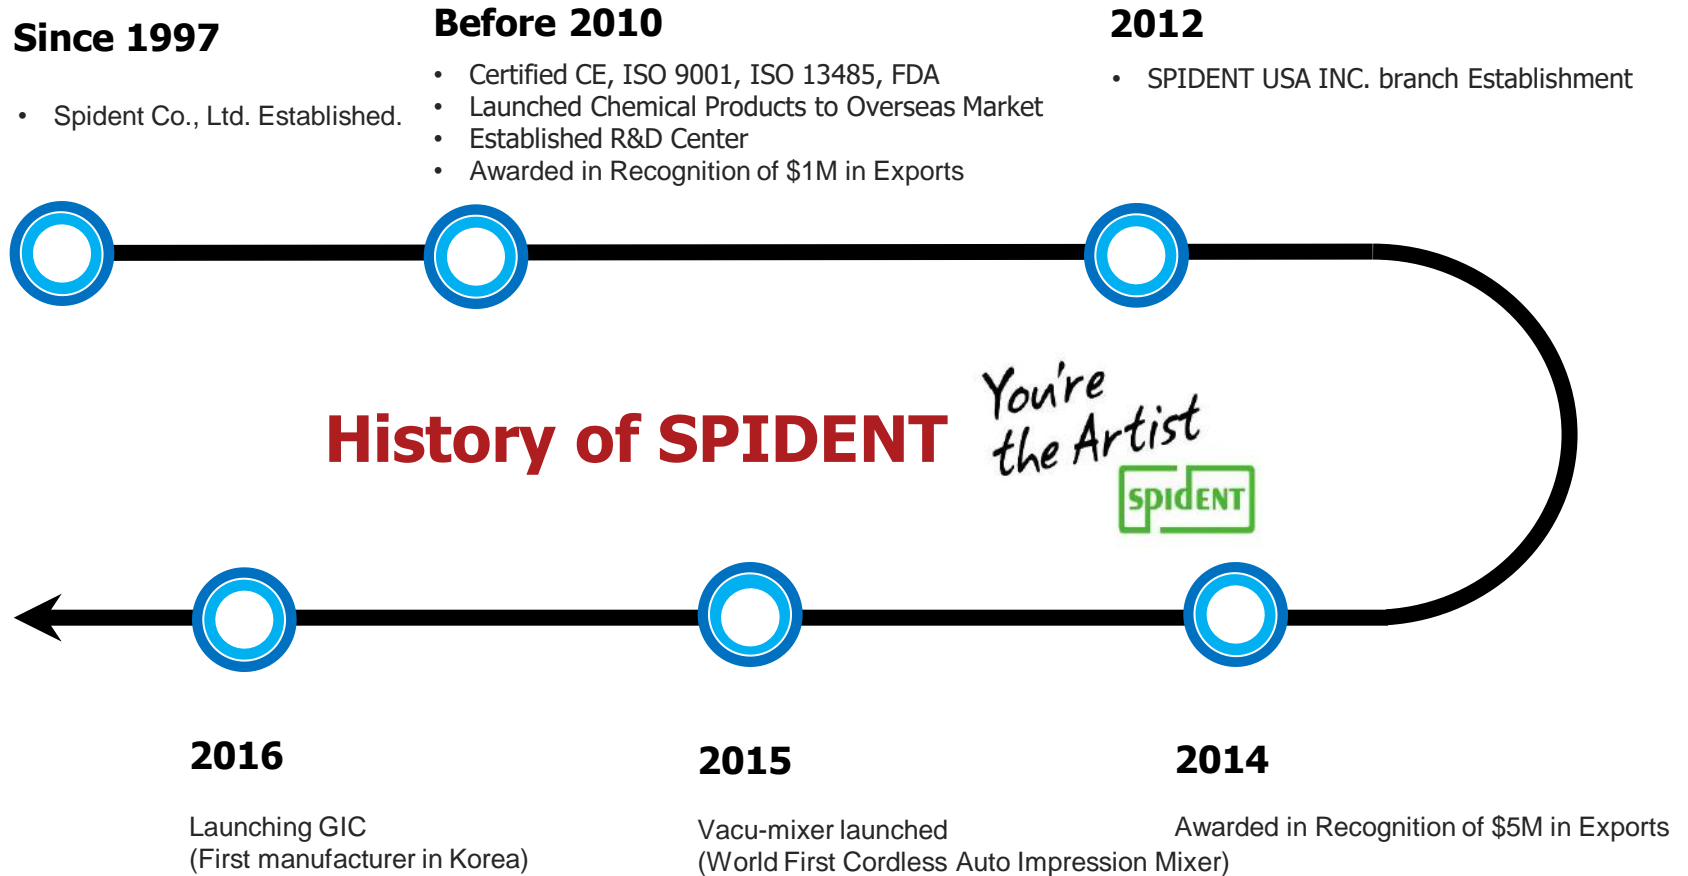 Since 1997
• Spident Co., Ltd. Established.
Before 2010
• Certified CE, ISO 9001, ISO 13485, FDA
• Launched Chemical Products to Overseas Market
• Established R&D Center
• Awarded in Recognition of $1M in Exports
2012
• SPIDENT USA INC. branch Establishment
History of SPIDENT
You're
the Artist
SPIDENT
2016
Launching GIC
(First manufacturer in Korea)
2015
Vacu-mixer launched
(World First Cordless Auto Impression Mixer)
2014
Awarded in Recognition of $5M in Exports